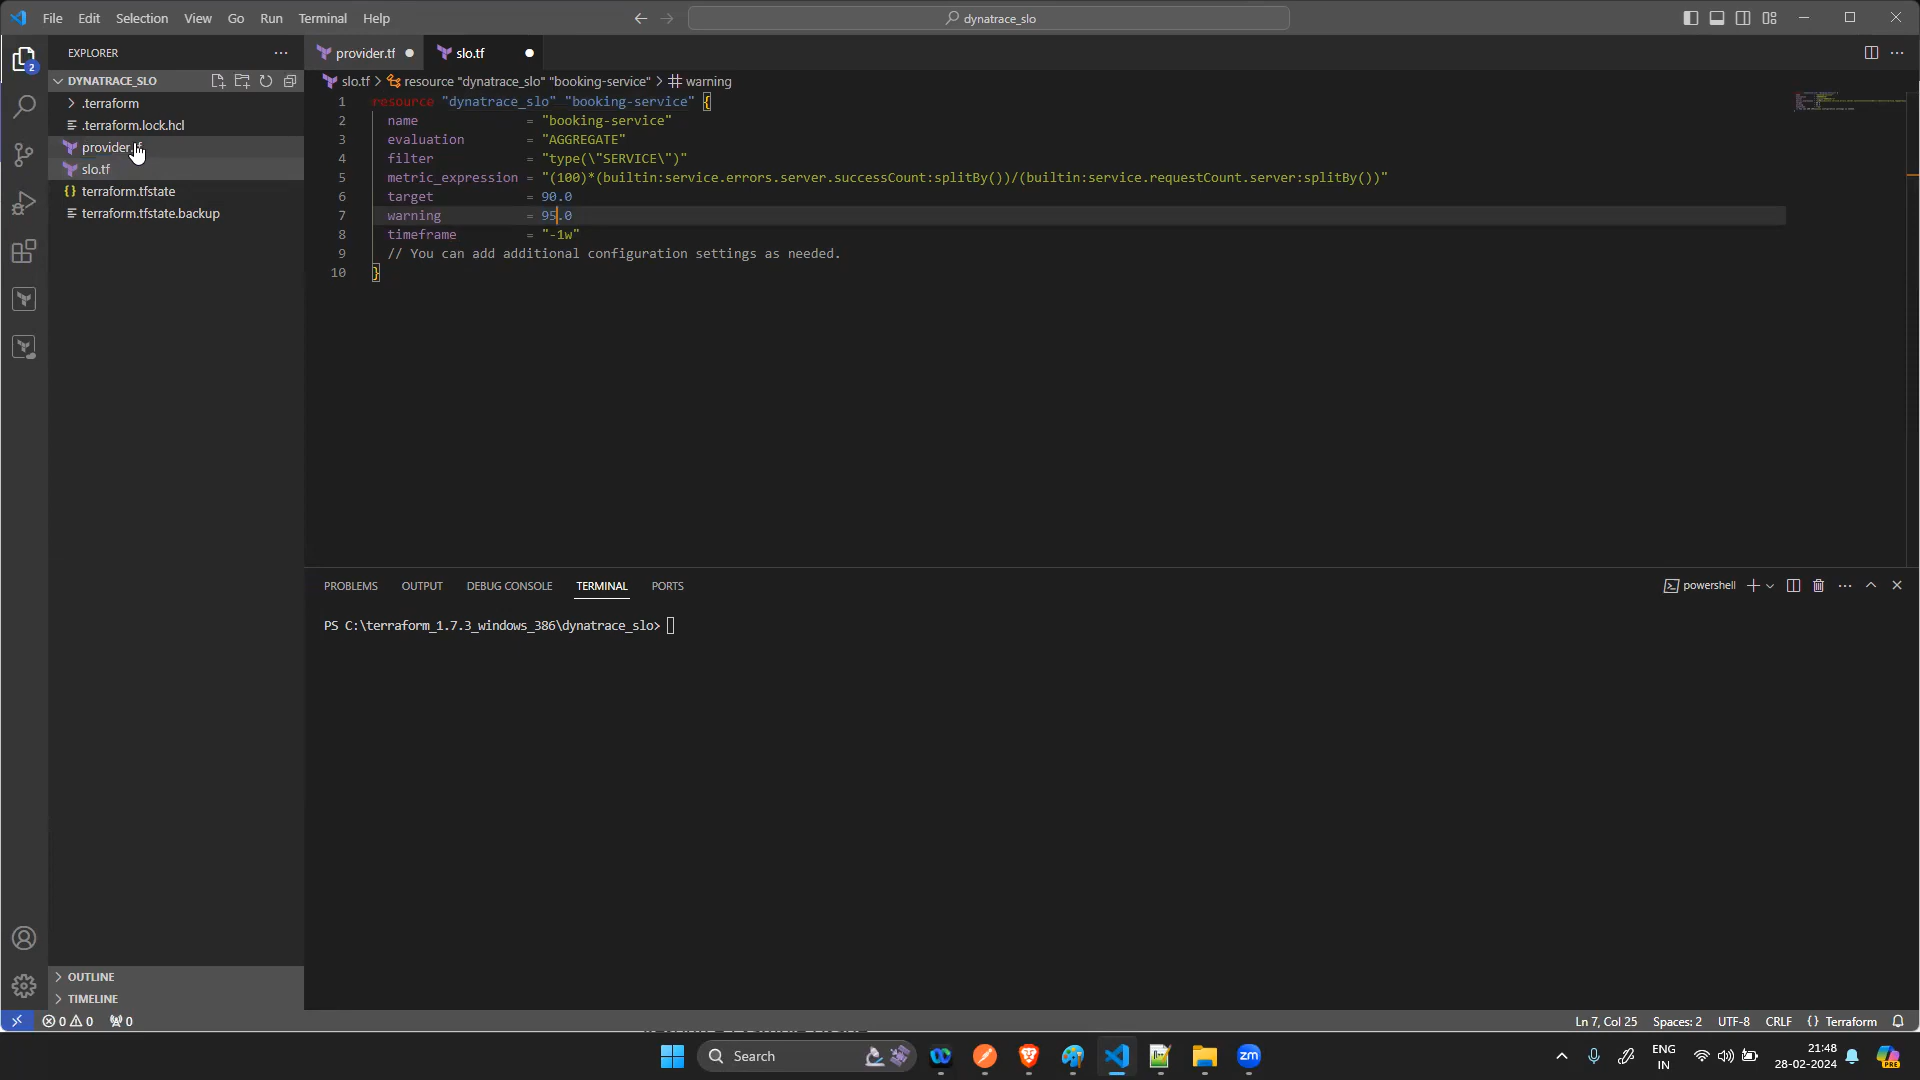 File Edit Selection View Go Run Terminal Help
dynatrace_slo
EXPLORER
DYNATRACE_SLO
.terraform
.terraform.lock.hcl
provider.tf
slo.tf
terraform.tfstate
terraform.tfstate.backup
OUTLINE
TIMELINE
2
provider.tf
slo.tf
slo.tf > resource "dynatrace_slo" "booking-service" > warning
1 resource "dynatrace_slo" "booking-service" {
2 name = "booking-service"
3 evaluation = "AGGREGATE"
4 filter = "type(\"SERVICE\")"
5 metric_expression = "(100)*(builtin:service.errors.server.successCount:splitBy())/(builtin:service.requestCount.server:splitBy())"
6 target = 90.0
7 warning = 95.0
8 timeframe = "-1w"
9 // You can add additional configuration settings as needed.
10 }
PROBLEMS OUTPUT DEBUG CONSOLE TERMINAL PORTS
powershell
PS C:\terraform_1.7.3_windows_386\dynatrace_slo>
0 0 0
Ln 7, Col 25 Spaces: 2 UTF-8 CRLF {} Terraform
Search
zm
ENG
IN
21:48
28-02-2024
PRE